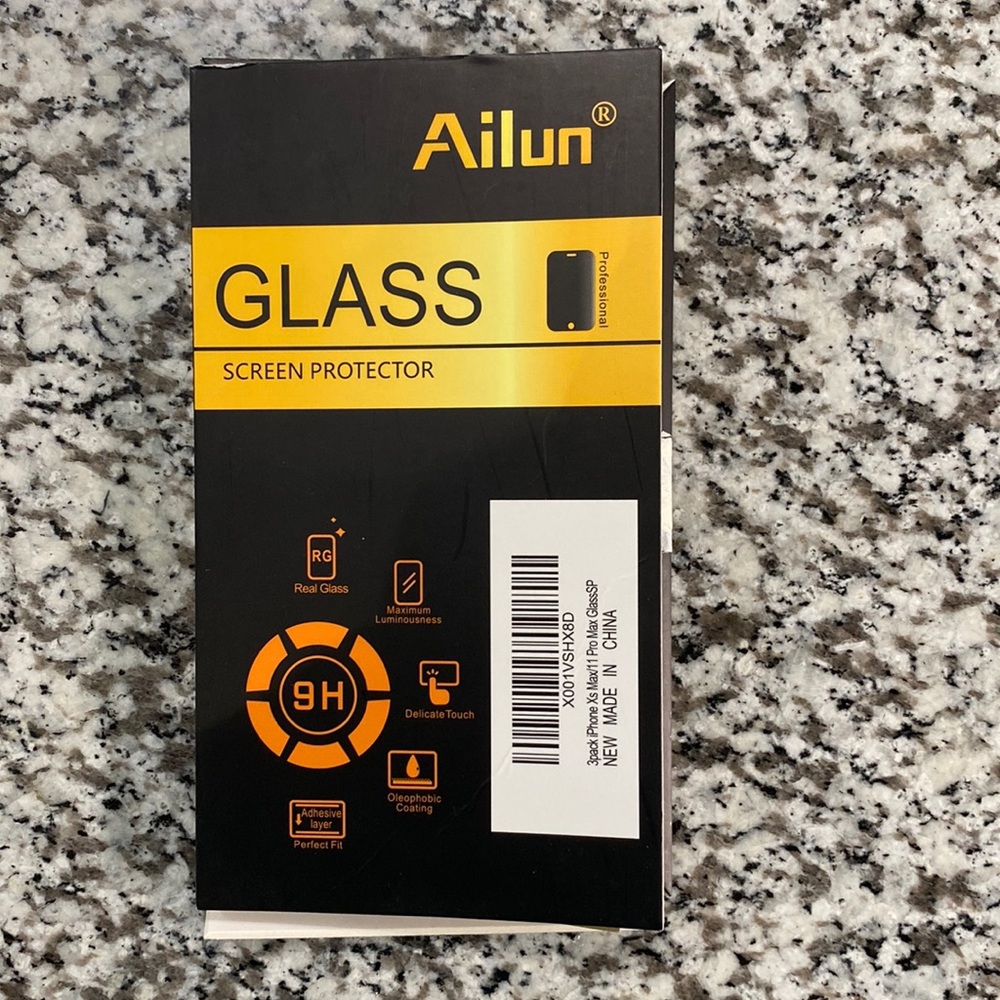 Ailun®
GLASS
Professional
SCREEN PROTECTOR
RG
Real Glass
Maximum
Luminousness
9H
Delicate Touch
Oleophobic
Coating
Adhesive
layer
Perfect Fit
X001VSHX8D
3pack iPhone Xs Max/11 Pro Max GlassSP
NEW MADE IN CHINA